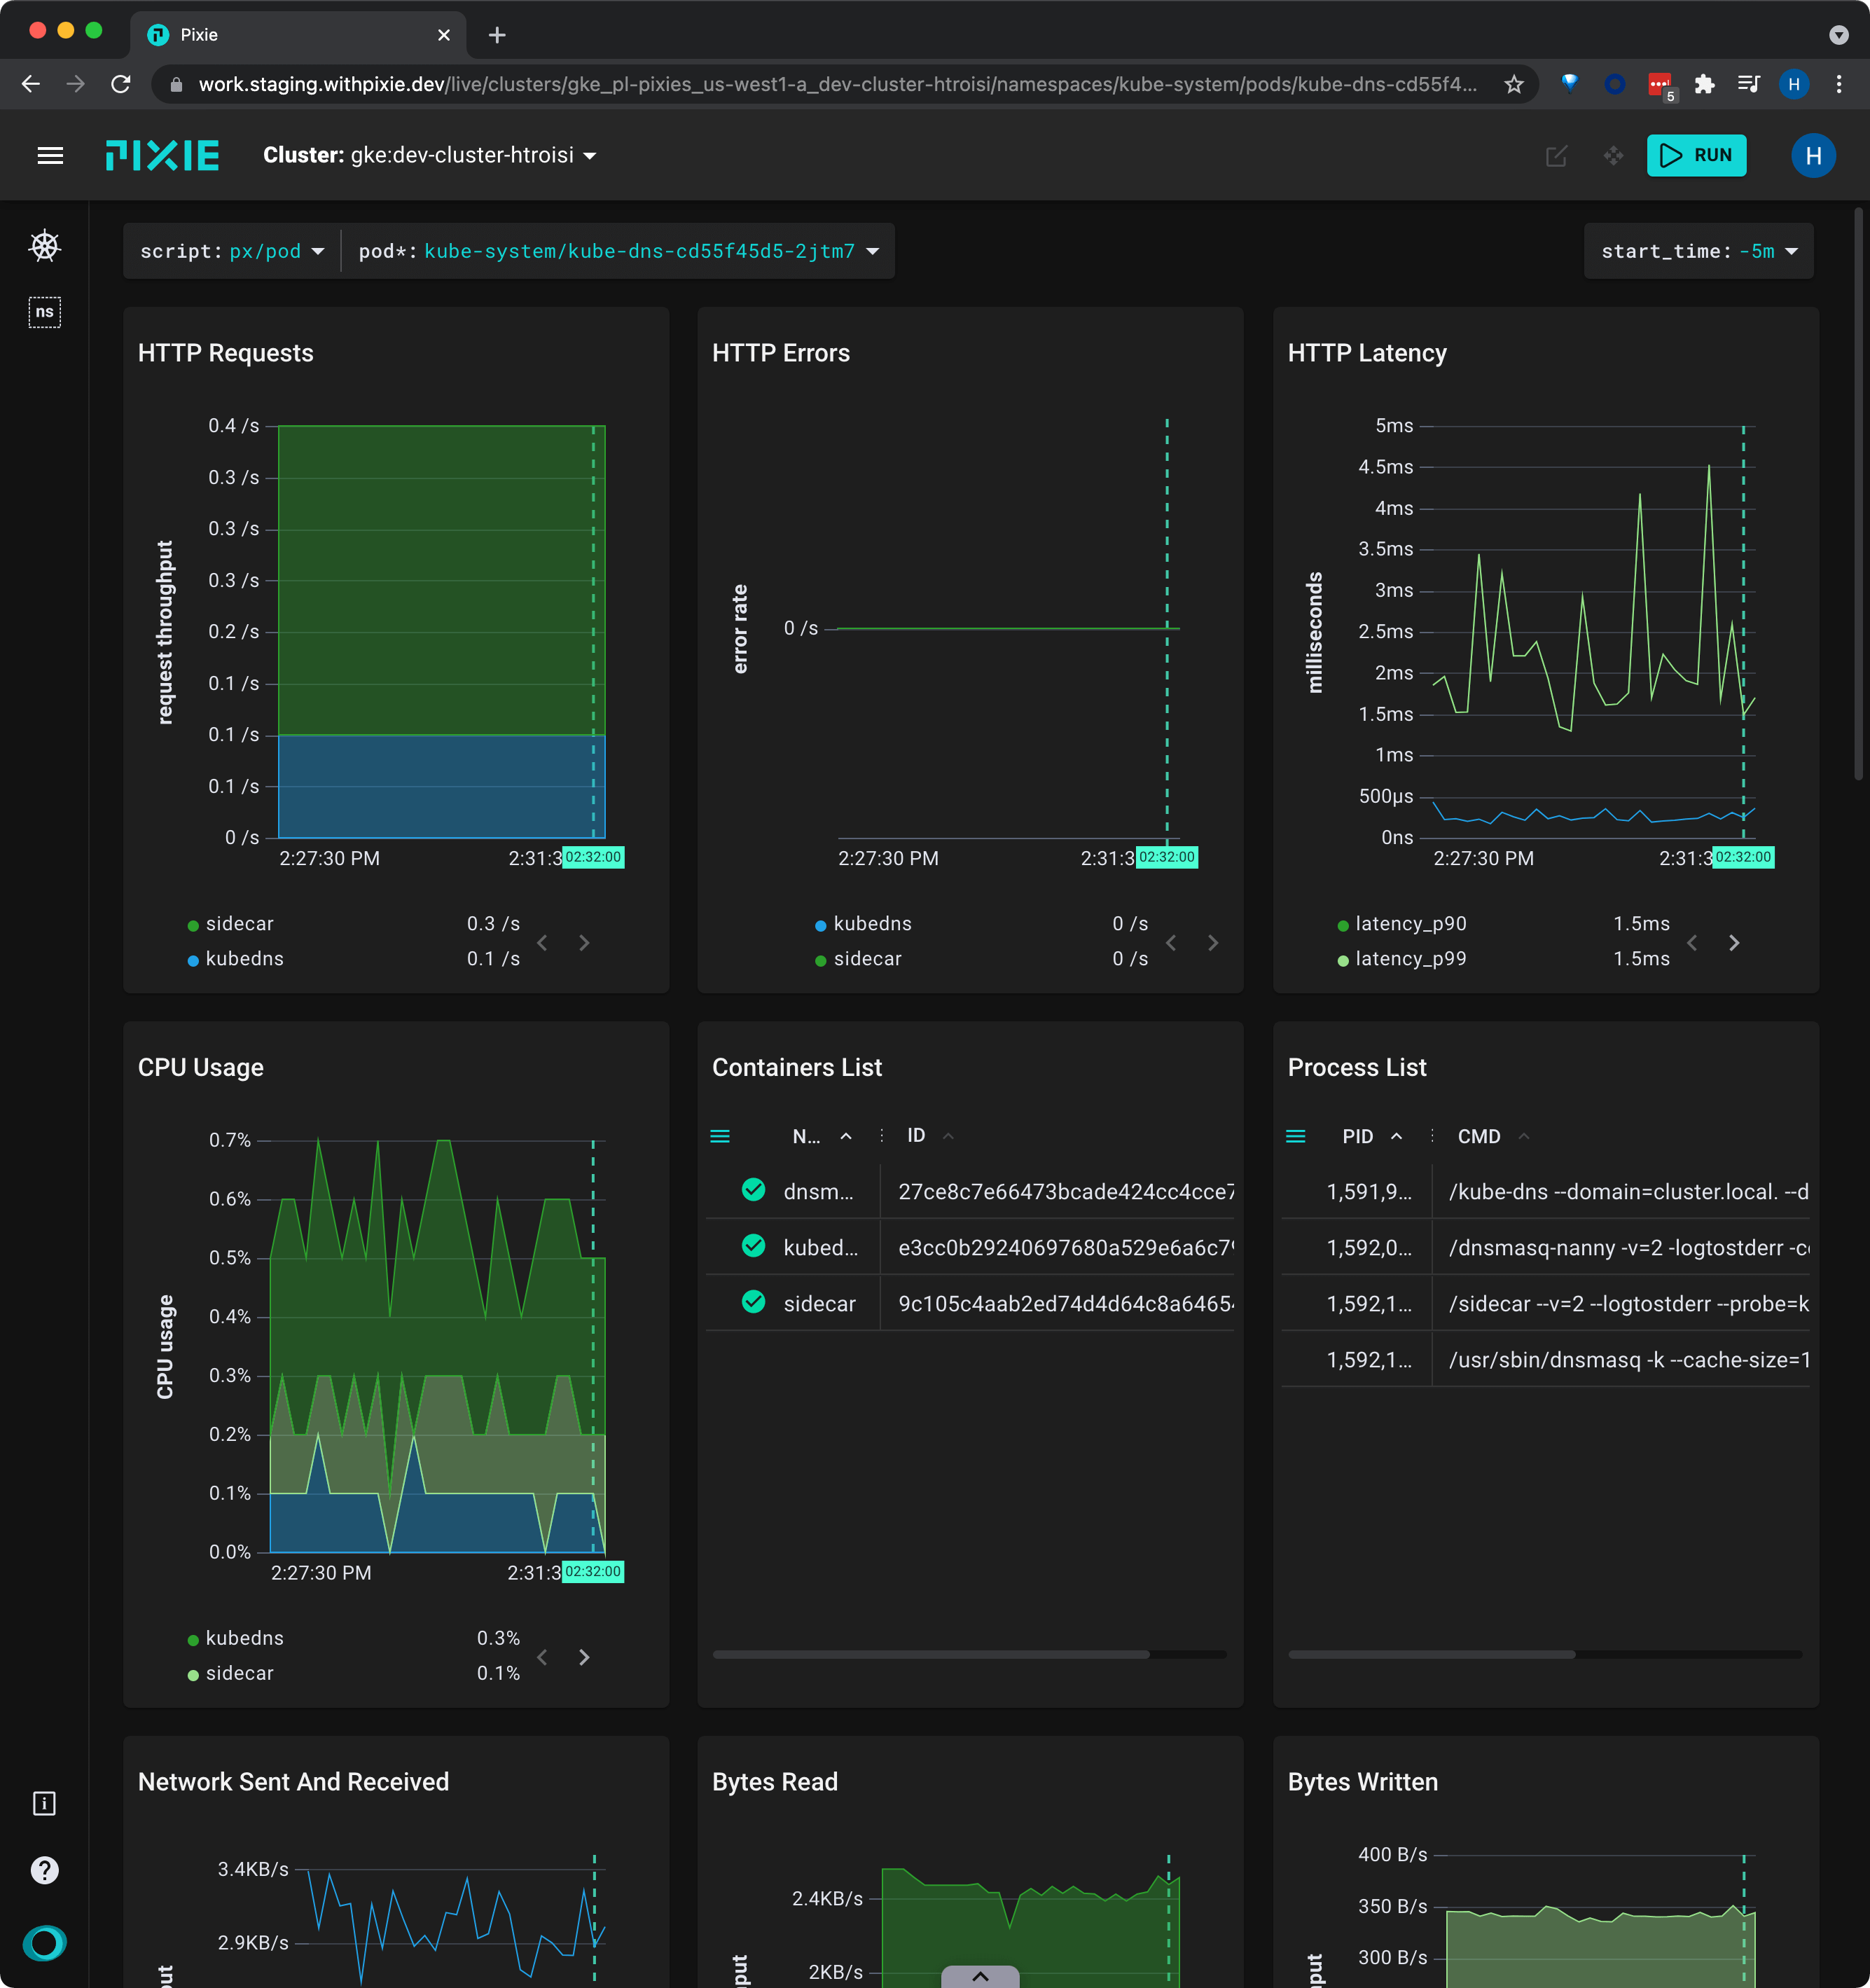 Pixie
work.staging.withpixie.dev/live/clusters/gke_pl-pixies_us-west1-a_dev-cluster-htroisi/namespaces/kube-system/pods/kube-dns-cd55f4...
5
H
PIXIE
Cluster: gke:dev-cluster-htroisi
RUN
H
ns
script: px/pod
pod*: kube-system/kube-dns-cd55f45d5-2jtm7
start_time: -5m
HTTP Requests
request throughput
0.4 /s
0.3 /s
0.3 /s
0.3 /s
0.2 /s
0.1 /s
0.1 /s
0.1 /s
0 /s
2:27:30 PM
2:31:3
02:32:00
sidecar 0.3 /s
kubedns 0.1 /s
HTTP Errors
error rate
0 /s
2:27:30 PM
2:31:3
02:32:00
kubedns 0 /s
sidecar 0 /s
HTTP Latency
milliseconds
5ms
4.5ms
4ms
3.5ms
3ms
2.5ms
2ms
1.5ms
1ms
500µs
0ns
2:27:30 PM
2:31:3
02:32:00
latency_p90 1.5ms
latency_p99 1.5ms
CPU Usage
CPU usage
0.7%
0.6%
0.5%
0.4%
0.3%
0.2%
0.1%
0.0%
2:27:30 PM
2:31:3
02:32:00
kubedns 0.3%
sidecar 0.1%
Containers List
N... ID
dnsm... 27ce8c7e66473bcade424cc4cce7
kubed... e3cc0b29240697680a529e6a6c79
sidecar 9c105c4aab2ed74d4d64c8a64654
Process List
PID CMD
1,591,9... /kube-dns --domain=cluster.local. --d
1,592,0... /dnsmasq-nanny -v=2 -logtostderr -c
1,592,1... /sidecar --v=2 --logtostderr --probe=k
1,592,1... /usr/sbin/dnsmasq -k --cache-size=1
Network Sent And Received
3.4KB/s
2.9KB/s
put
Bytes Read
2.4KB/s
2KB/s
put
Bytes Written
400 B/s
350 B/s
300 B/s
put